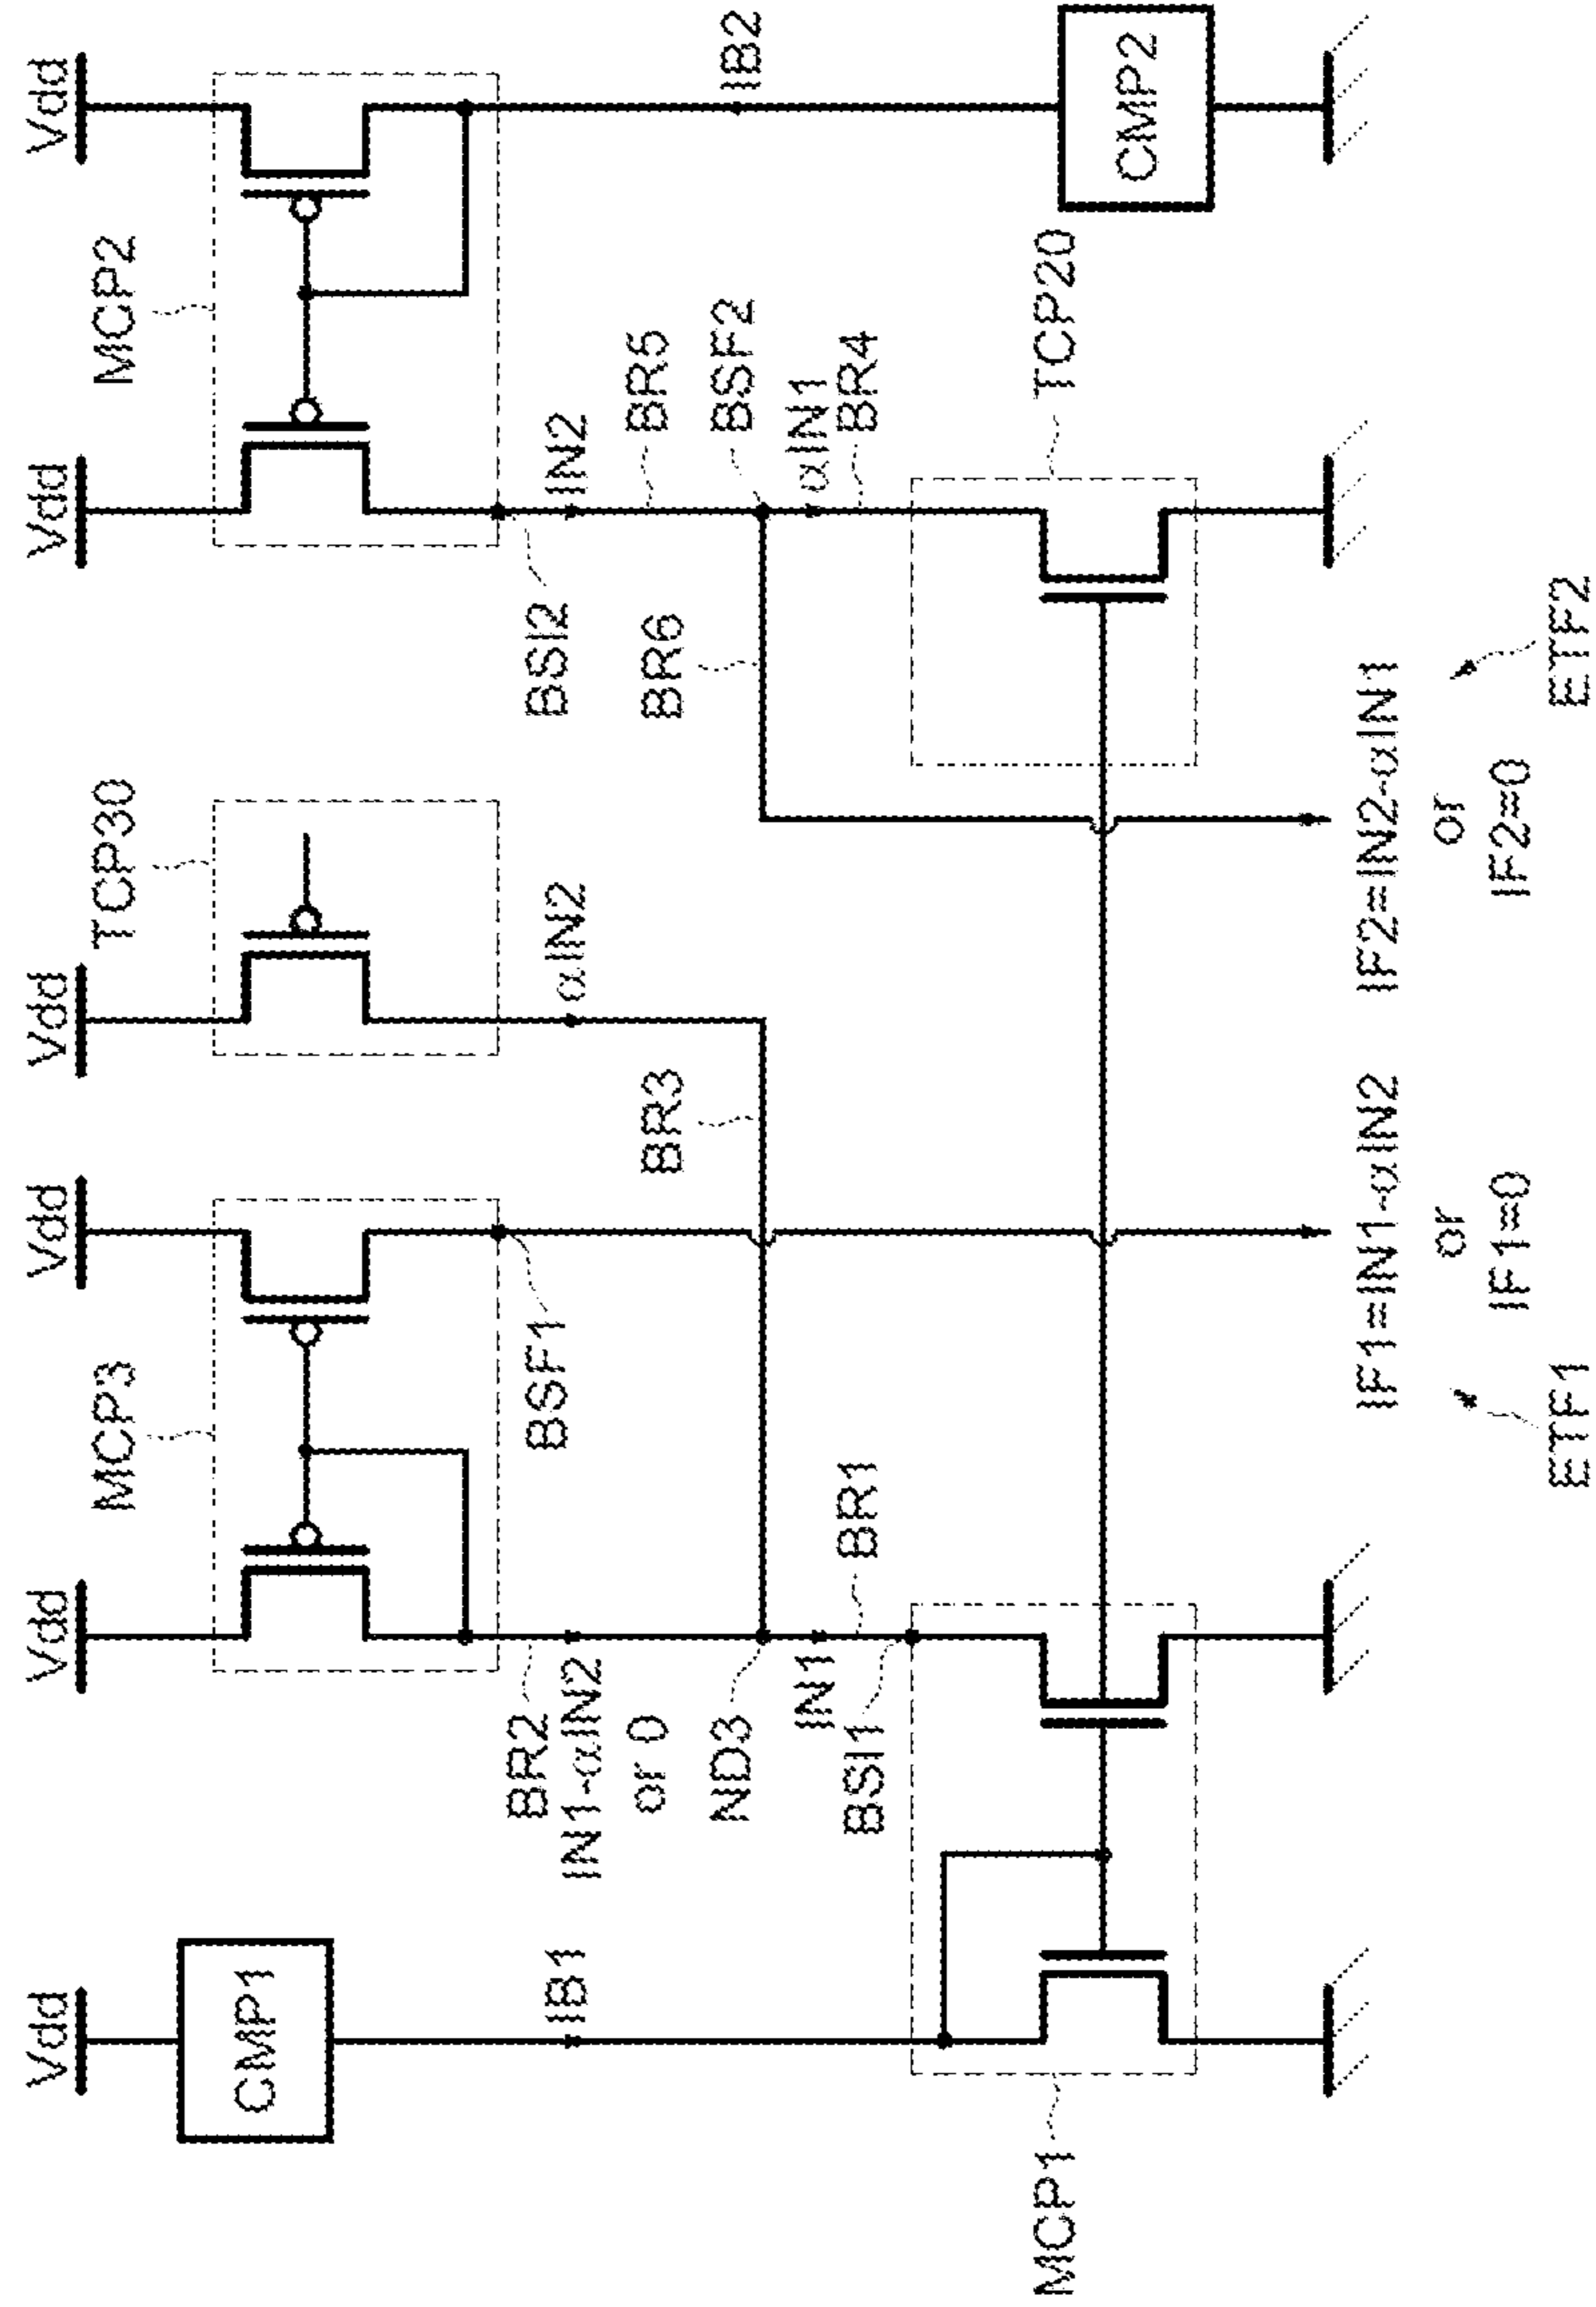 Vdd
Vdd
Vdd
Vdd
Vdd
Vdd
CMP1
MCP3
TCP30
MCP2
IB1
BR2
IN1-αIN2
or 0
BSF1
αIN2
BSI2
IN2
IB2
ND3
BR3
BR6
BR5
BSF2
IN1
BSI1
BR1
αIN1
BR4
MCP1
TCP20
CMP2
IF1=IN1-αIN2
or
IF1=0
IF2=IN2-αIN1
or
IF2=0
ETF1
ETF2